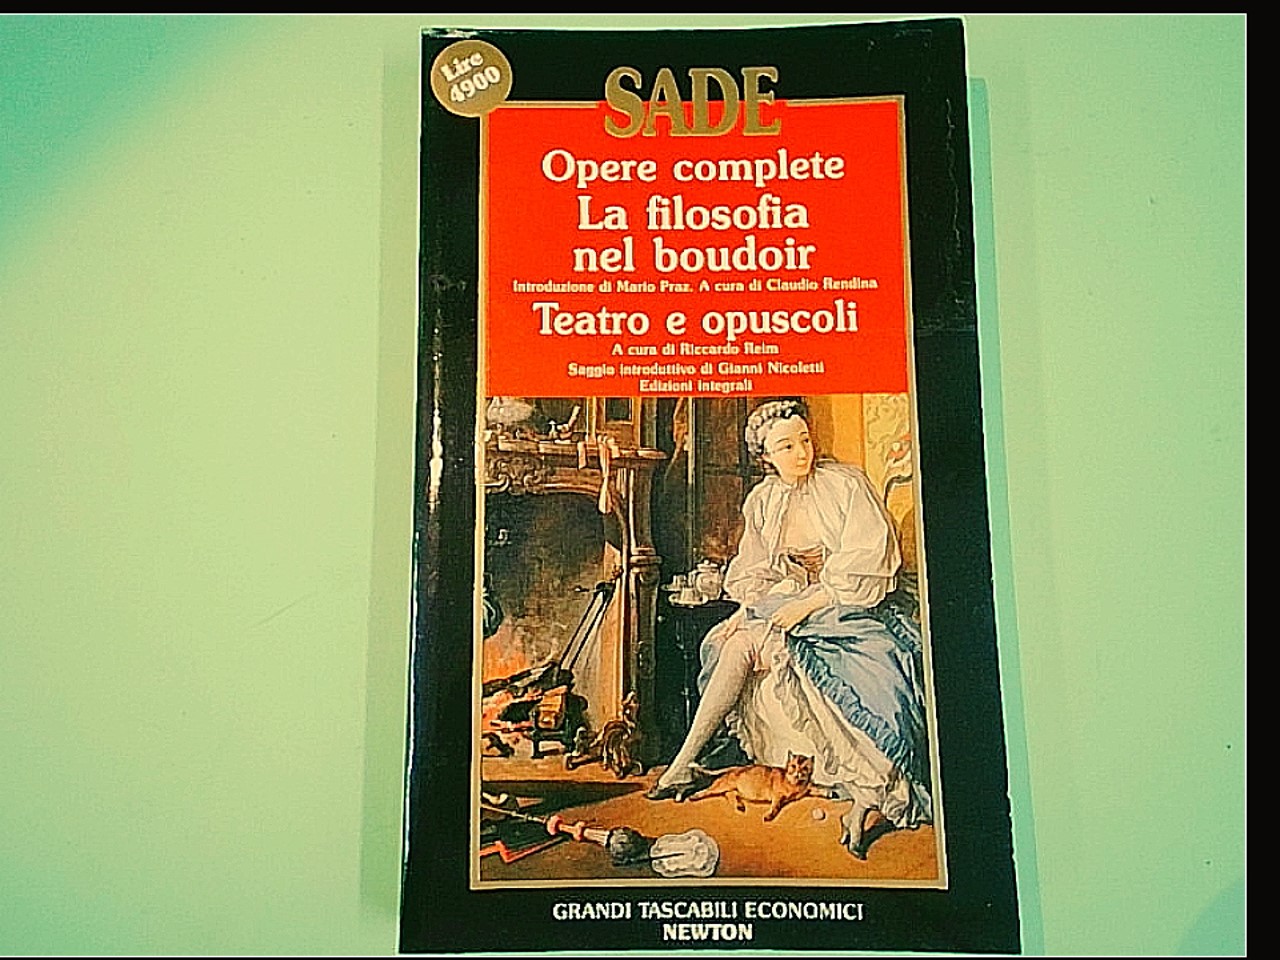 Lire
4900
SADE
Opere complete
La filosofia
nel boudoir
Introduzione di Mario Praz. A cura di Claudio Rendina
Teatro e opuscoli
A cura di Riccardo Reim
Saggio introduttivo di Gianni Nicoletti
Edizioni integrali
GRANDI TASCABILI ECONOMICI
NEWTON